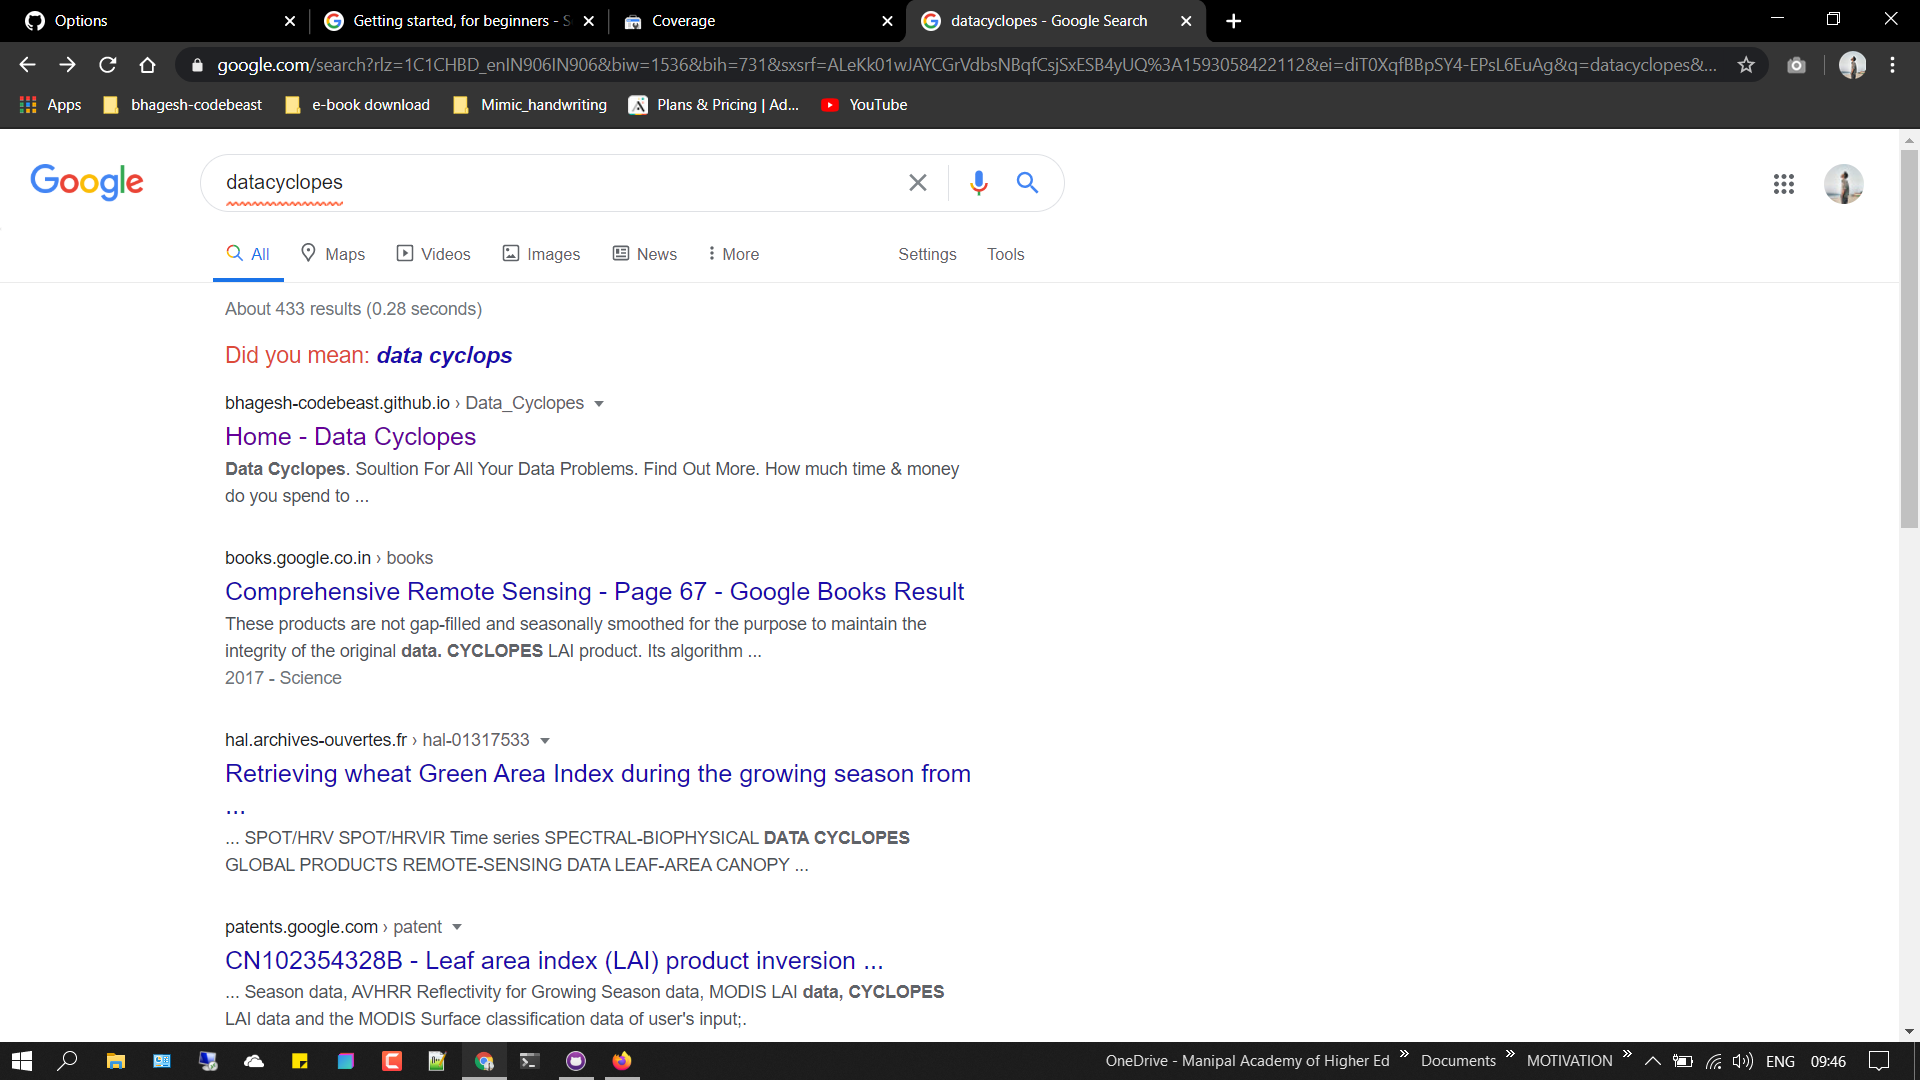 Options
Getting started, for beginners - S
Coverage
datacyclopes - Google Search
google.com/search?rlz=1C1CHBD_enIN906IN906&biw=1536&bih=731&sxsrf=ALeKk01wJAYCGrVdbsNBqfCsjSxESB4yUQ%3A1593058422112&ei=diT0XqfBBpSY4-EPsL6EuAg&q=datacyclopes&...
Apps
bhagesh-codebeast
e-book download
Mimic_handwriting
Plans & Pricing | Ad...
YouTube
Google
datacyclopes
All
Maps
Videos
Images
News
More
Settings
Tools
About 433 results (0.28 seconds)
Did you mean: data cyclops
bhagesh-codebeast.github.io › Data_Cyclopes
Home - Data Cyclopes
Data Cyclopes. Soultion For All Your Data Problems. Find Out More. How much time & money
do you spend to ...
books.google.co.in › books
Comprehensive Remote Sensing - Page 67 - Google Books Result
These products are not gap-filled and seasonally smoothed for the purpose to maintain the
integrity of the original data. CYCLOPES LAI product. Its algorithm ...
2017 - Science
hal.archives-ouvertes.fr › hal-01317533
Retrieving wheat Green Area Index during the growing season from
...
... SPOT/HRV SPOT/HRVIR Time series SPECTRAL-BIOPHYSICAL DATA CYCLOPES
GLOBAL PRODUCTS REMOTE-SENSING DATA LEAF-AREA CANOPY ...
patents.google.com › patent
CN102354328B - Leaf area index (LAI) product inversion ...
... Season data, AVHRR Reflectivity for Growing Season data, MODIS LAI data, CYCLOPES
LAI data and the MODIS Surface classification data of user's input;.
OneDrive - Manipal Academy of Higher Ed
Documents
MOTIVATION
ENG
09:46